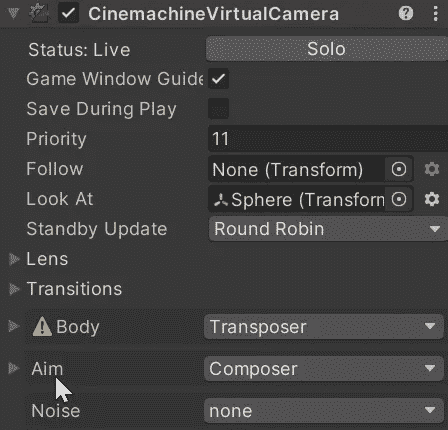 CinemachineVirtualCamera
Status: Live Solo
Game Window Guide
Save During Play
Priority 11
Follow None (Transform)
Look At Sphere (Transform
Standby Update Round Robin
Lens
Transitions
Body Transposer
Aim Composer
Noise none